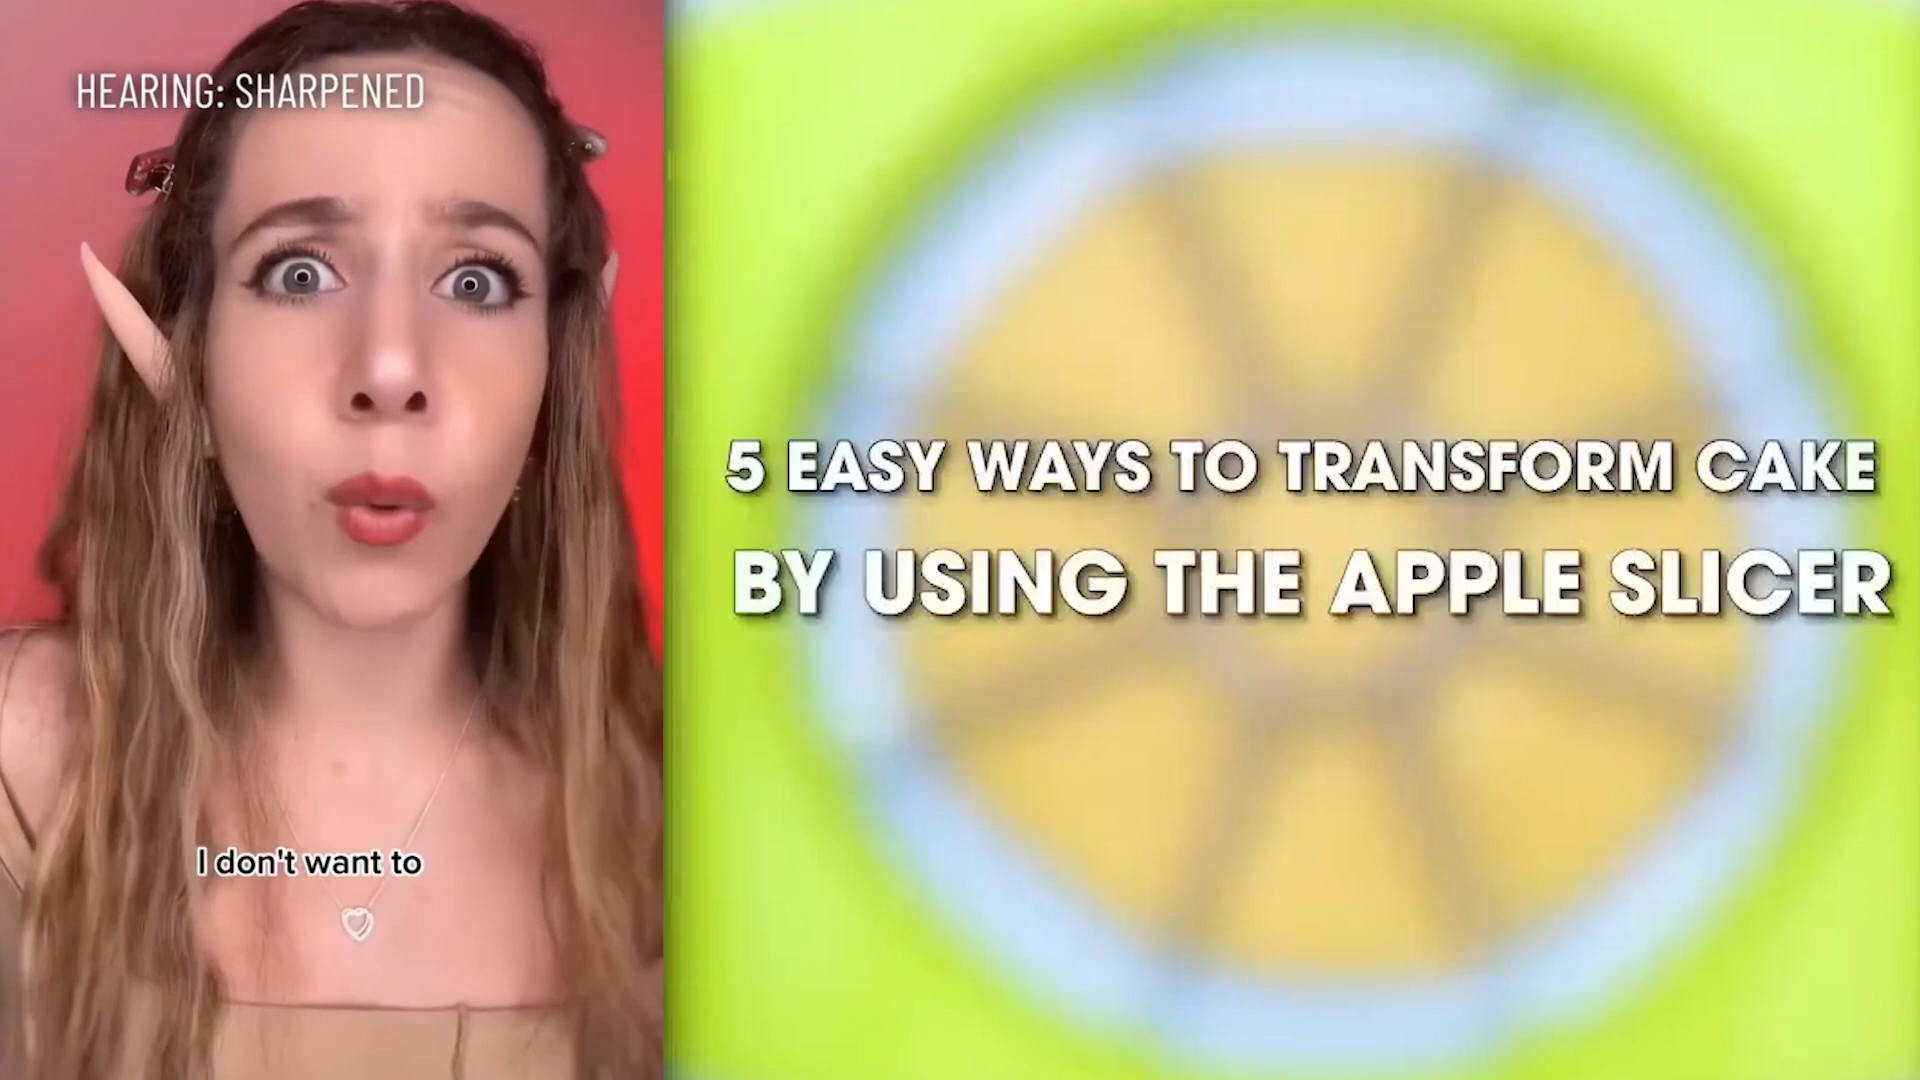 HEARING: SHARPENED
I don't want to
5 EASY WAYS TO TRANSFORM CAKE
BY USING THE APPLE SLICER